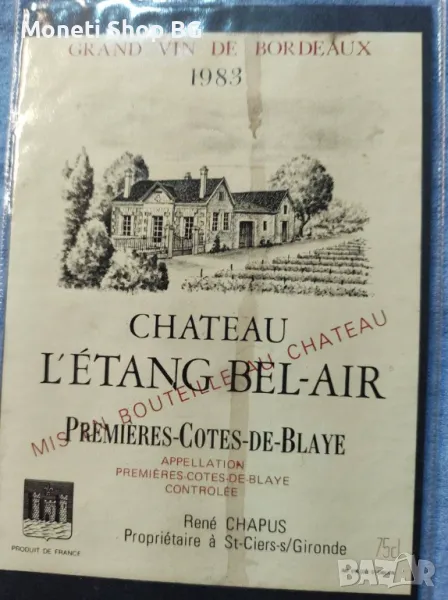 Moneti Shop BG
GRAND VIN DE BORDEAUX
1983
CHATEAU
L'ÉTANG BEL-AIR
MIS EN BOUTEILLE AU CHATEAU
PREMIÈRES-COTES-DE-BLAYE
APPELLATION
PREMIÈRES-COTES-DE-BLAYE
CONTROLÉE
René CHAPUS
Propriétaire à St-Ciers-s/Gironde
75cl
PRODUIT DE FRANCE
BAZAR